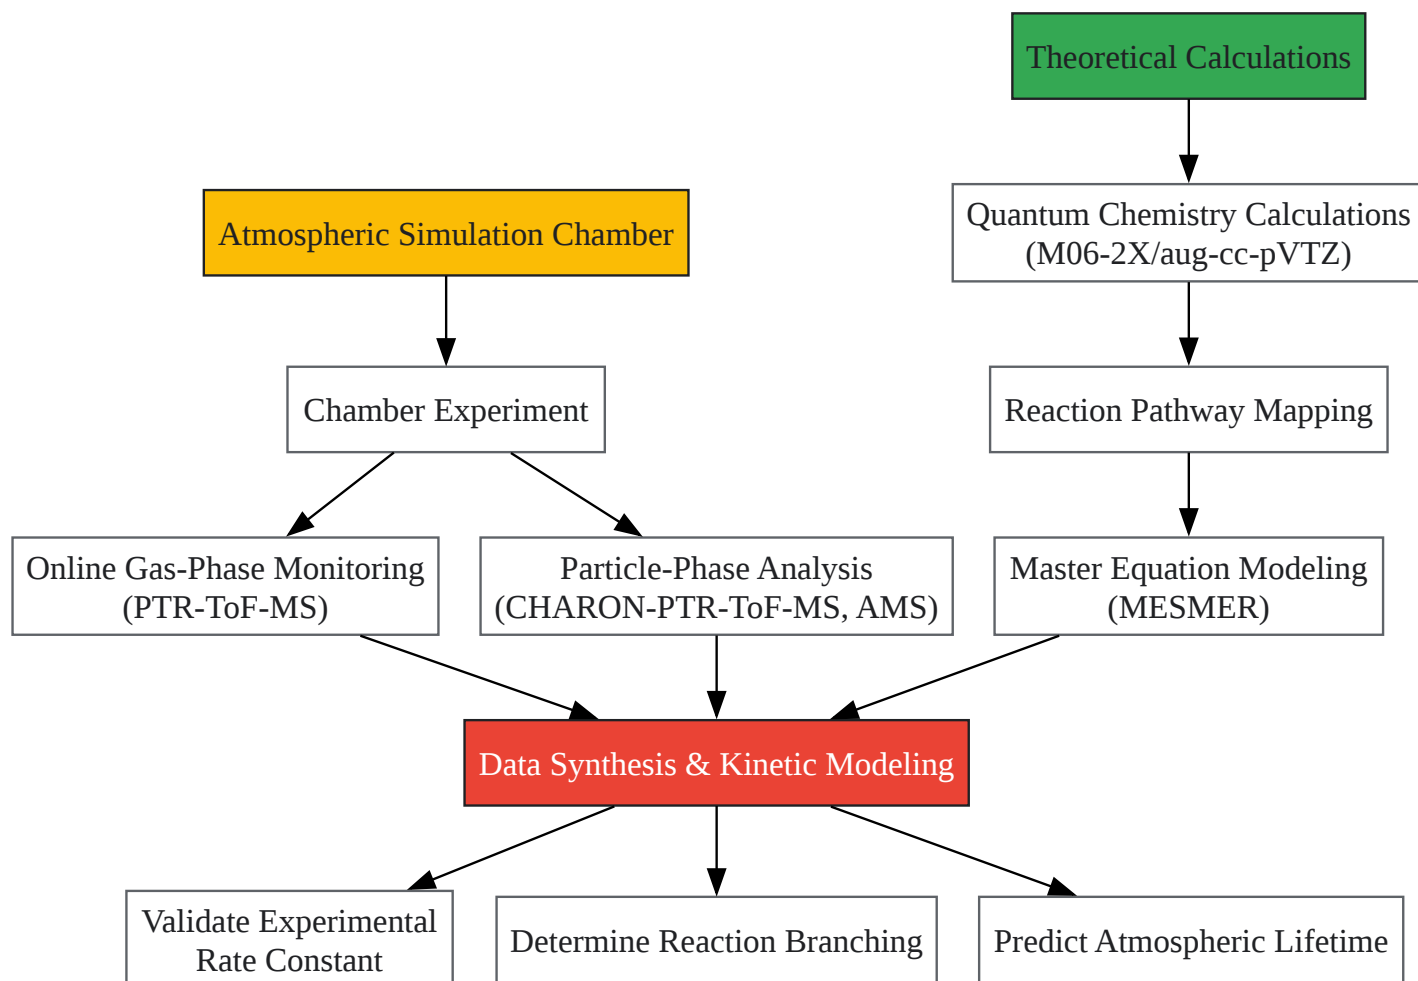 Theoretical Calculations
Atmospheric Simulation Chamber
Quantum Chemistry Calculations
(M06-2X/aug-cc-pVTZ)
Chamber Experiment
Reaction Pathway Mapping
Online Gas-Phase Monitoring
(PTR-ToF-MS)
Particle-Phase Analysis
(CHARON-PTR-ToF-MS, AMS)
Master Equation Modeling
(MESMER)
Data Synthesis & Kinetic Modeling
Validate Experimental
Rate Constant
Determine Reaction Branching
Predict Atmospheric Lifetime